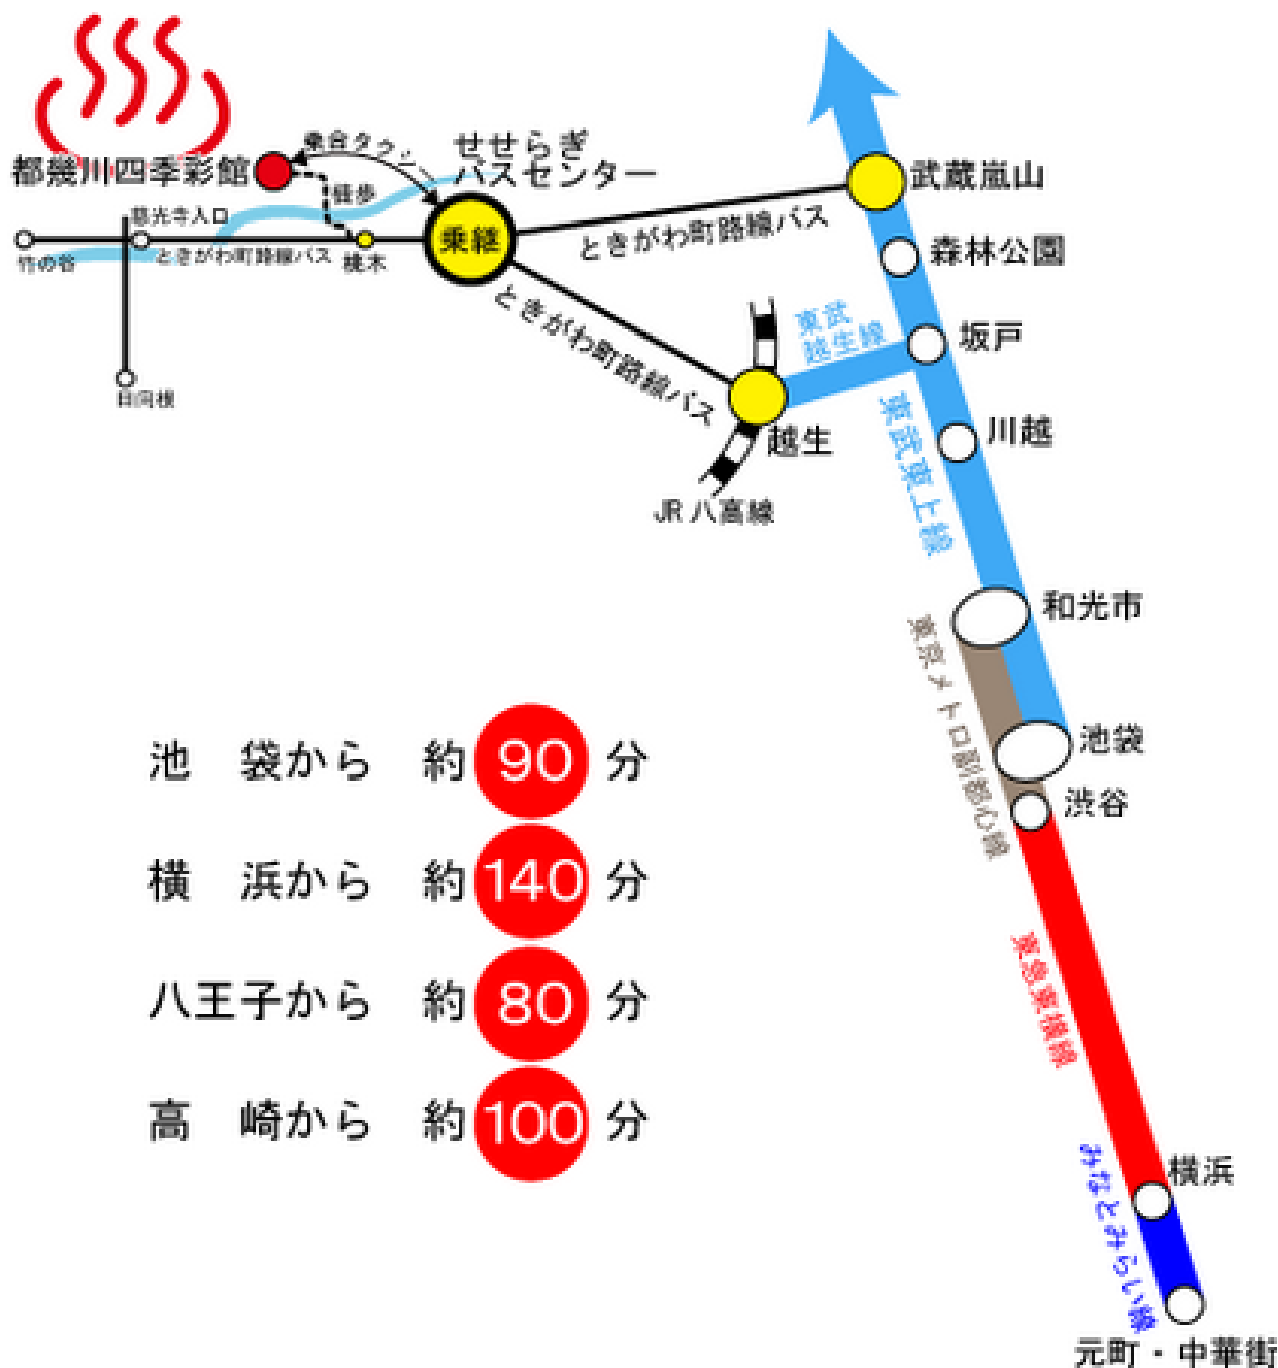 都幾川四季彩館
乗合タクシー
せせらぎ
バスセンター
徒歩
慈光寺入口
竹の谷
ときがわ町路線バス
桃木
日向根
乗継
ときがわ町路線バス
ときがわ町路線バス
武蔵嵐山
森林公園
東武
越生線
坂戸
越生
JR 八高線
川越
東武東上線
和光市
東京メトロ副都心線
池袋
渋谷
東急東横線
横浜
みなとみらい線
元町・中華街
池 袋から 約 90 分
横 浜から 約 140 分
八王子から 約 80 分
高 崎から 約 100 分